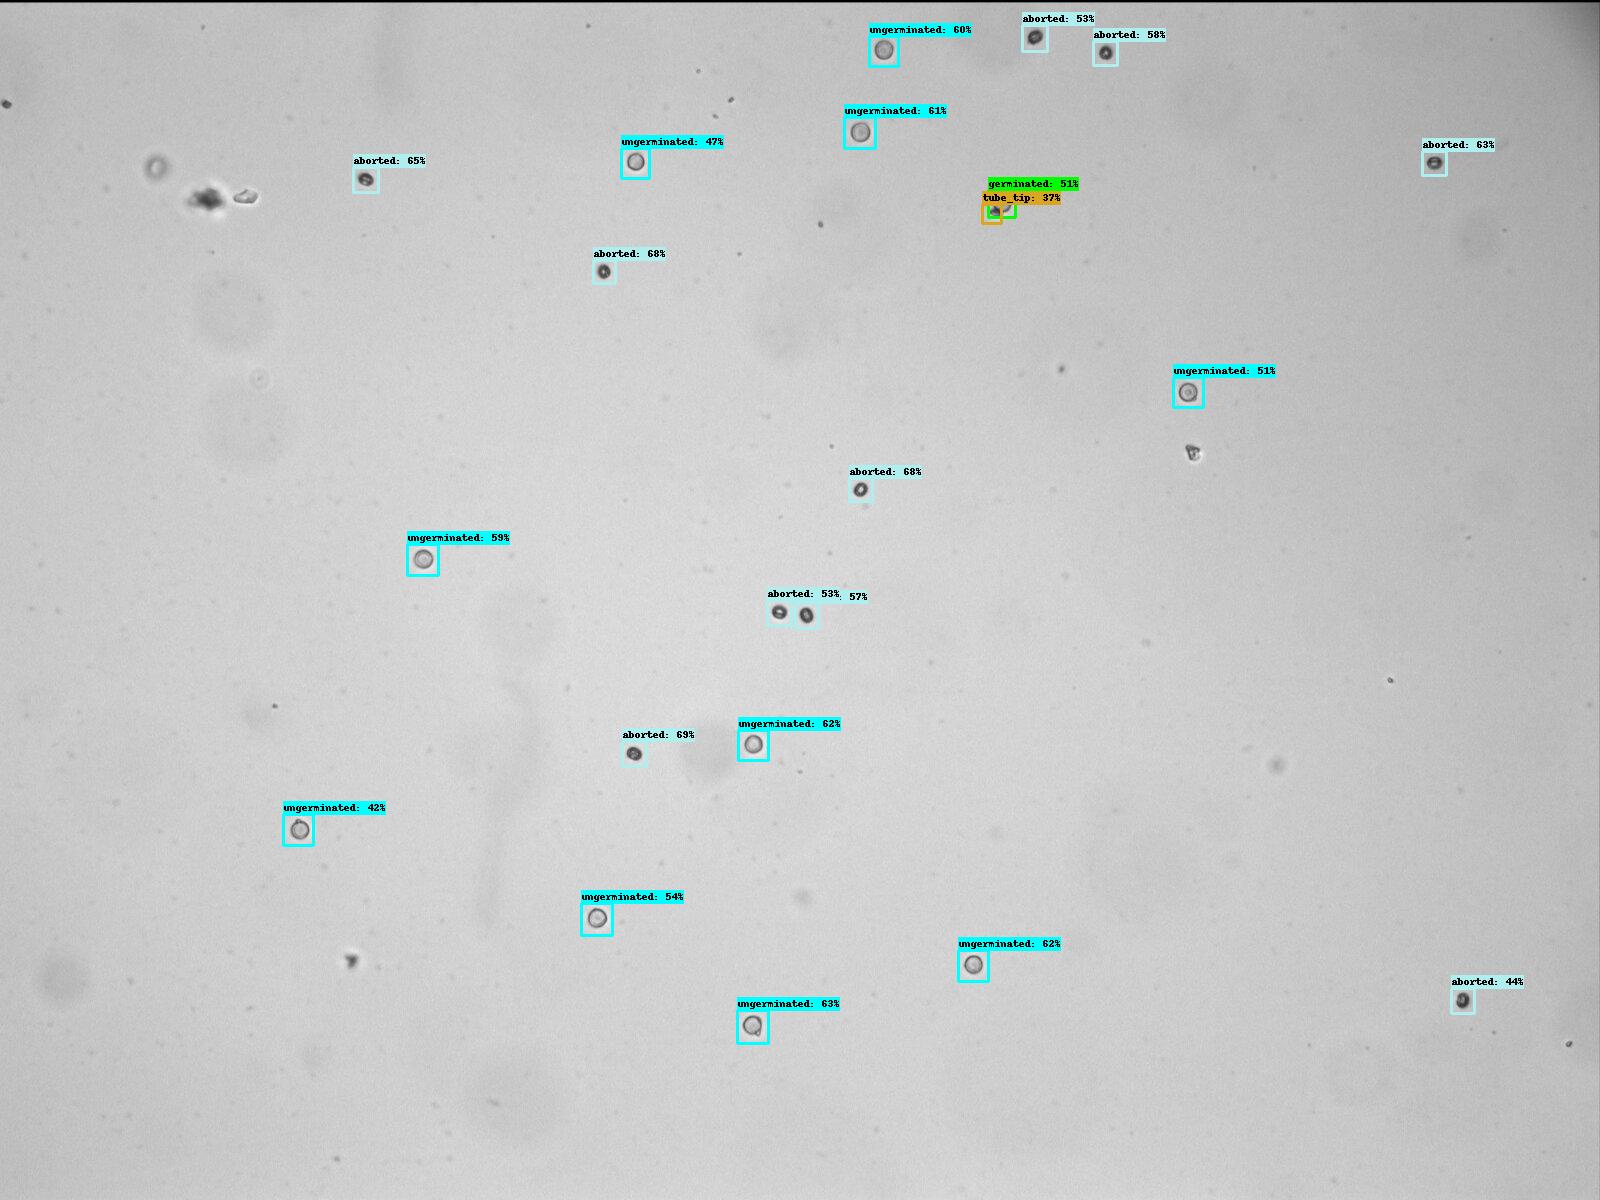 aborted: 53%
ungerminated: 60%
aborted: 58%
ungerminated: 61%
ungerminated: 47%
aborted: 63%
aborted: 65%
germinated: 51%
tube_tip: 37%
aborted: 68%
ungerminated: 51%
aborted: 68%
ungerminated: 59%
aborted: 53%
: 57%
aborted: 69%
ungerminated: 62%
ungerminated: 42%
ungerminated: 54%
ungerminated: 62%
aborted: 44%
ungerminated: 63%